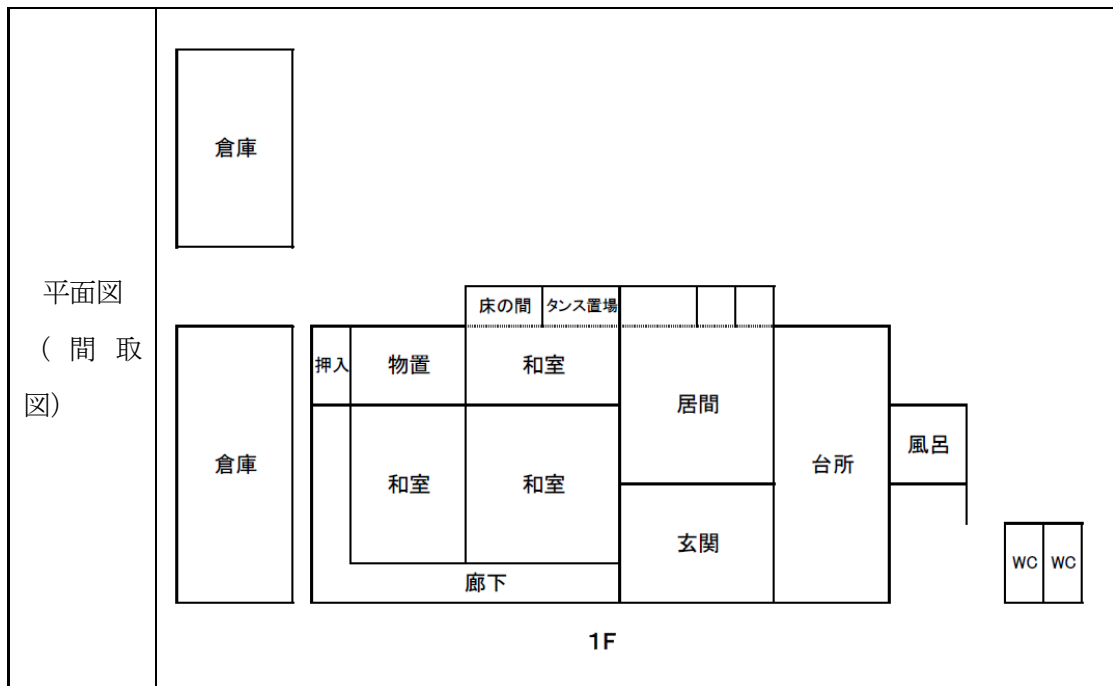 平面図
(間取
図)
倉庫
床の間 タンス置場
押入 物置 和室
居間
倉庫 和室 和室
台所
風呂
玄関
WC WC
廊下
1F